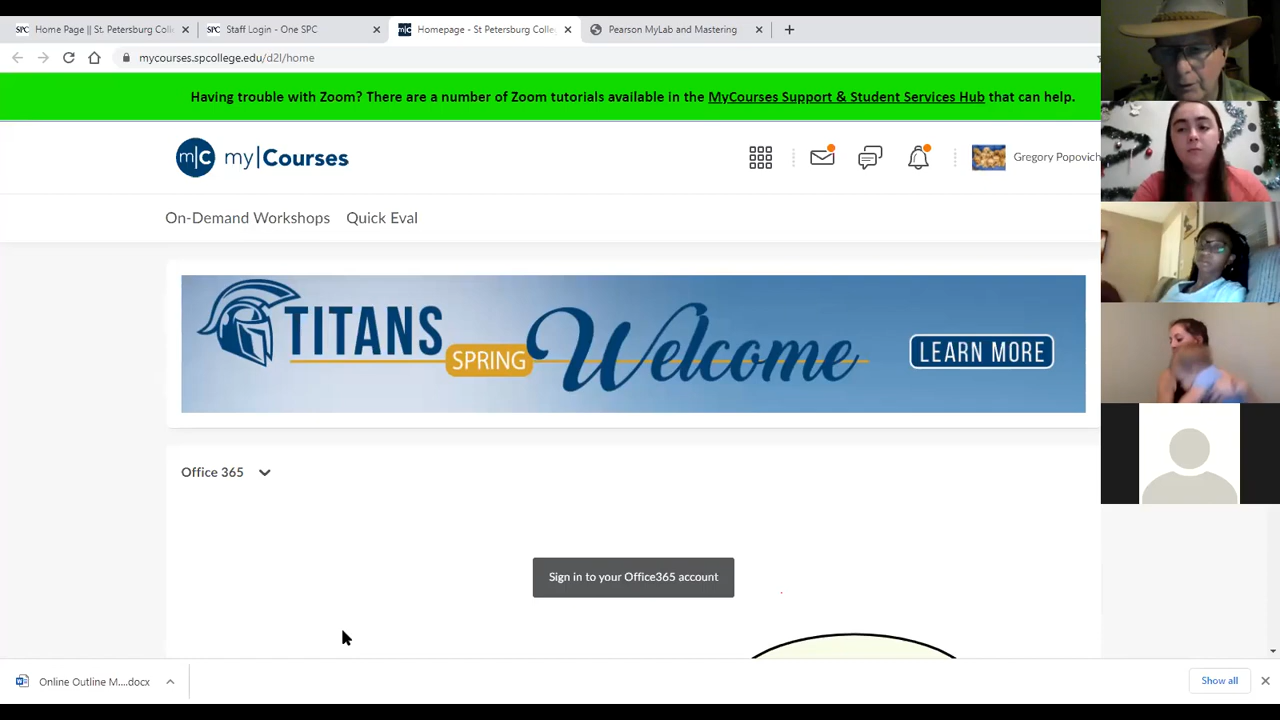 Home Page || St. Petersburg Coll
Staff Login - One SPC
Homepage - St Petersburg Colleg
Pearson MyLab and Mastering
mycourses.spcollege.edu/d2l/home
Having trouble with Zoom? There are a number of Zoom tutorials available in the MyCourses Support & Student Services Hub that can help.
m|c my|Courses
Gregory Popovich
On-Demand Workshops Quick Eval
TITANS SPRING Welcome LEARN MORE
Office 365
Sign in to your Office365 account
Online Outline M....docx
Show all